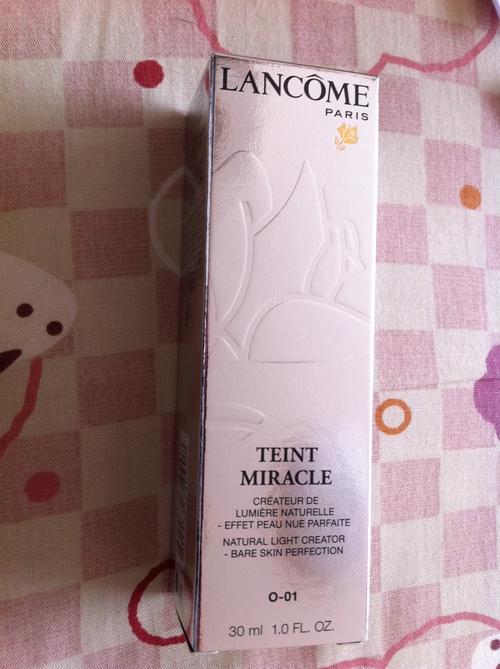 LANCÔME
PARIS
TEINT
MIRACLE
CRÉATEUR DE
LUMIÈRE NATURELLE
- EFFET PEAU NUE PARFAITE
NATURAL LIGHT CREATOR
- BARE SKIN PERFECTION
O-01
30 ml 1.0 FL. OZ.